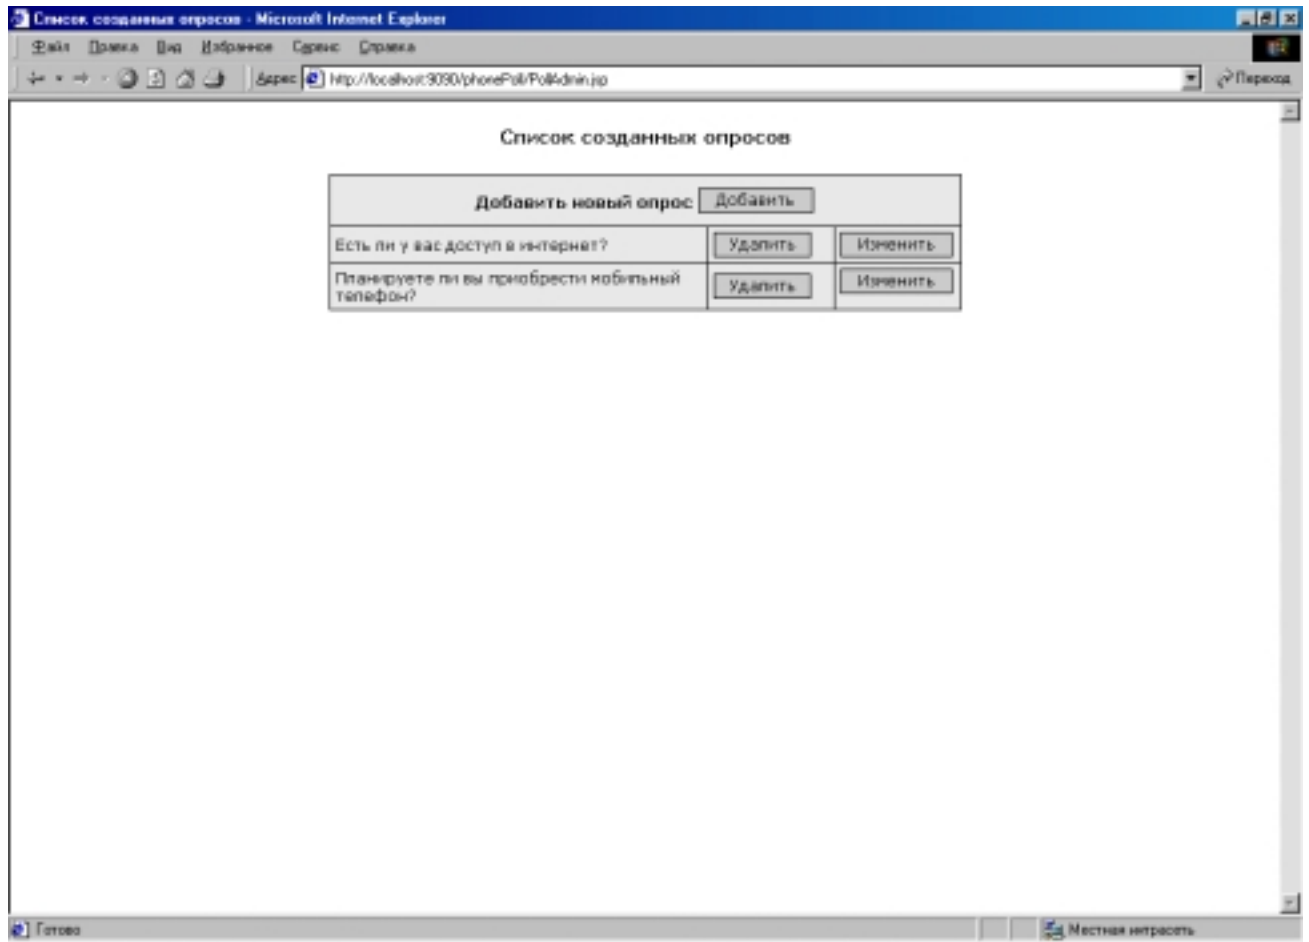 Список созданных опросов - Microsoft Internet Explorer
Файл Правка Вид Избранное Сервис Справка
Адрес http://localhost:9090/phonePoll/PollAdmin.jsp Переход
Список созданных опросов
Добавить новый опрос Добавить
Есть ли у вас доступ в интернет? Удалить Изменить
Планируете ли вы приобрести мобильный
телефон? Удалить Изменить
Готово Местная интрасеть